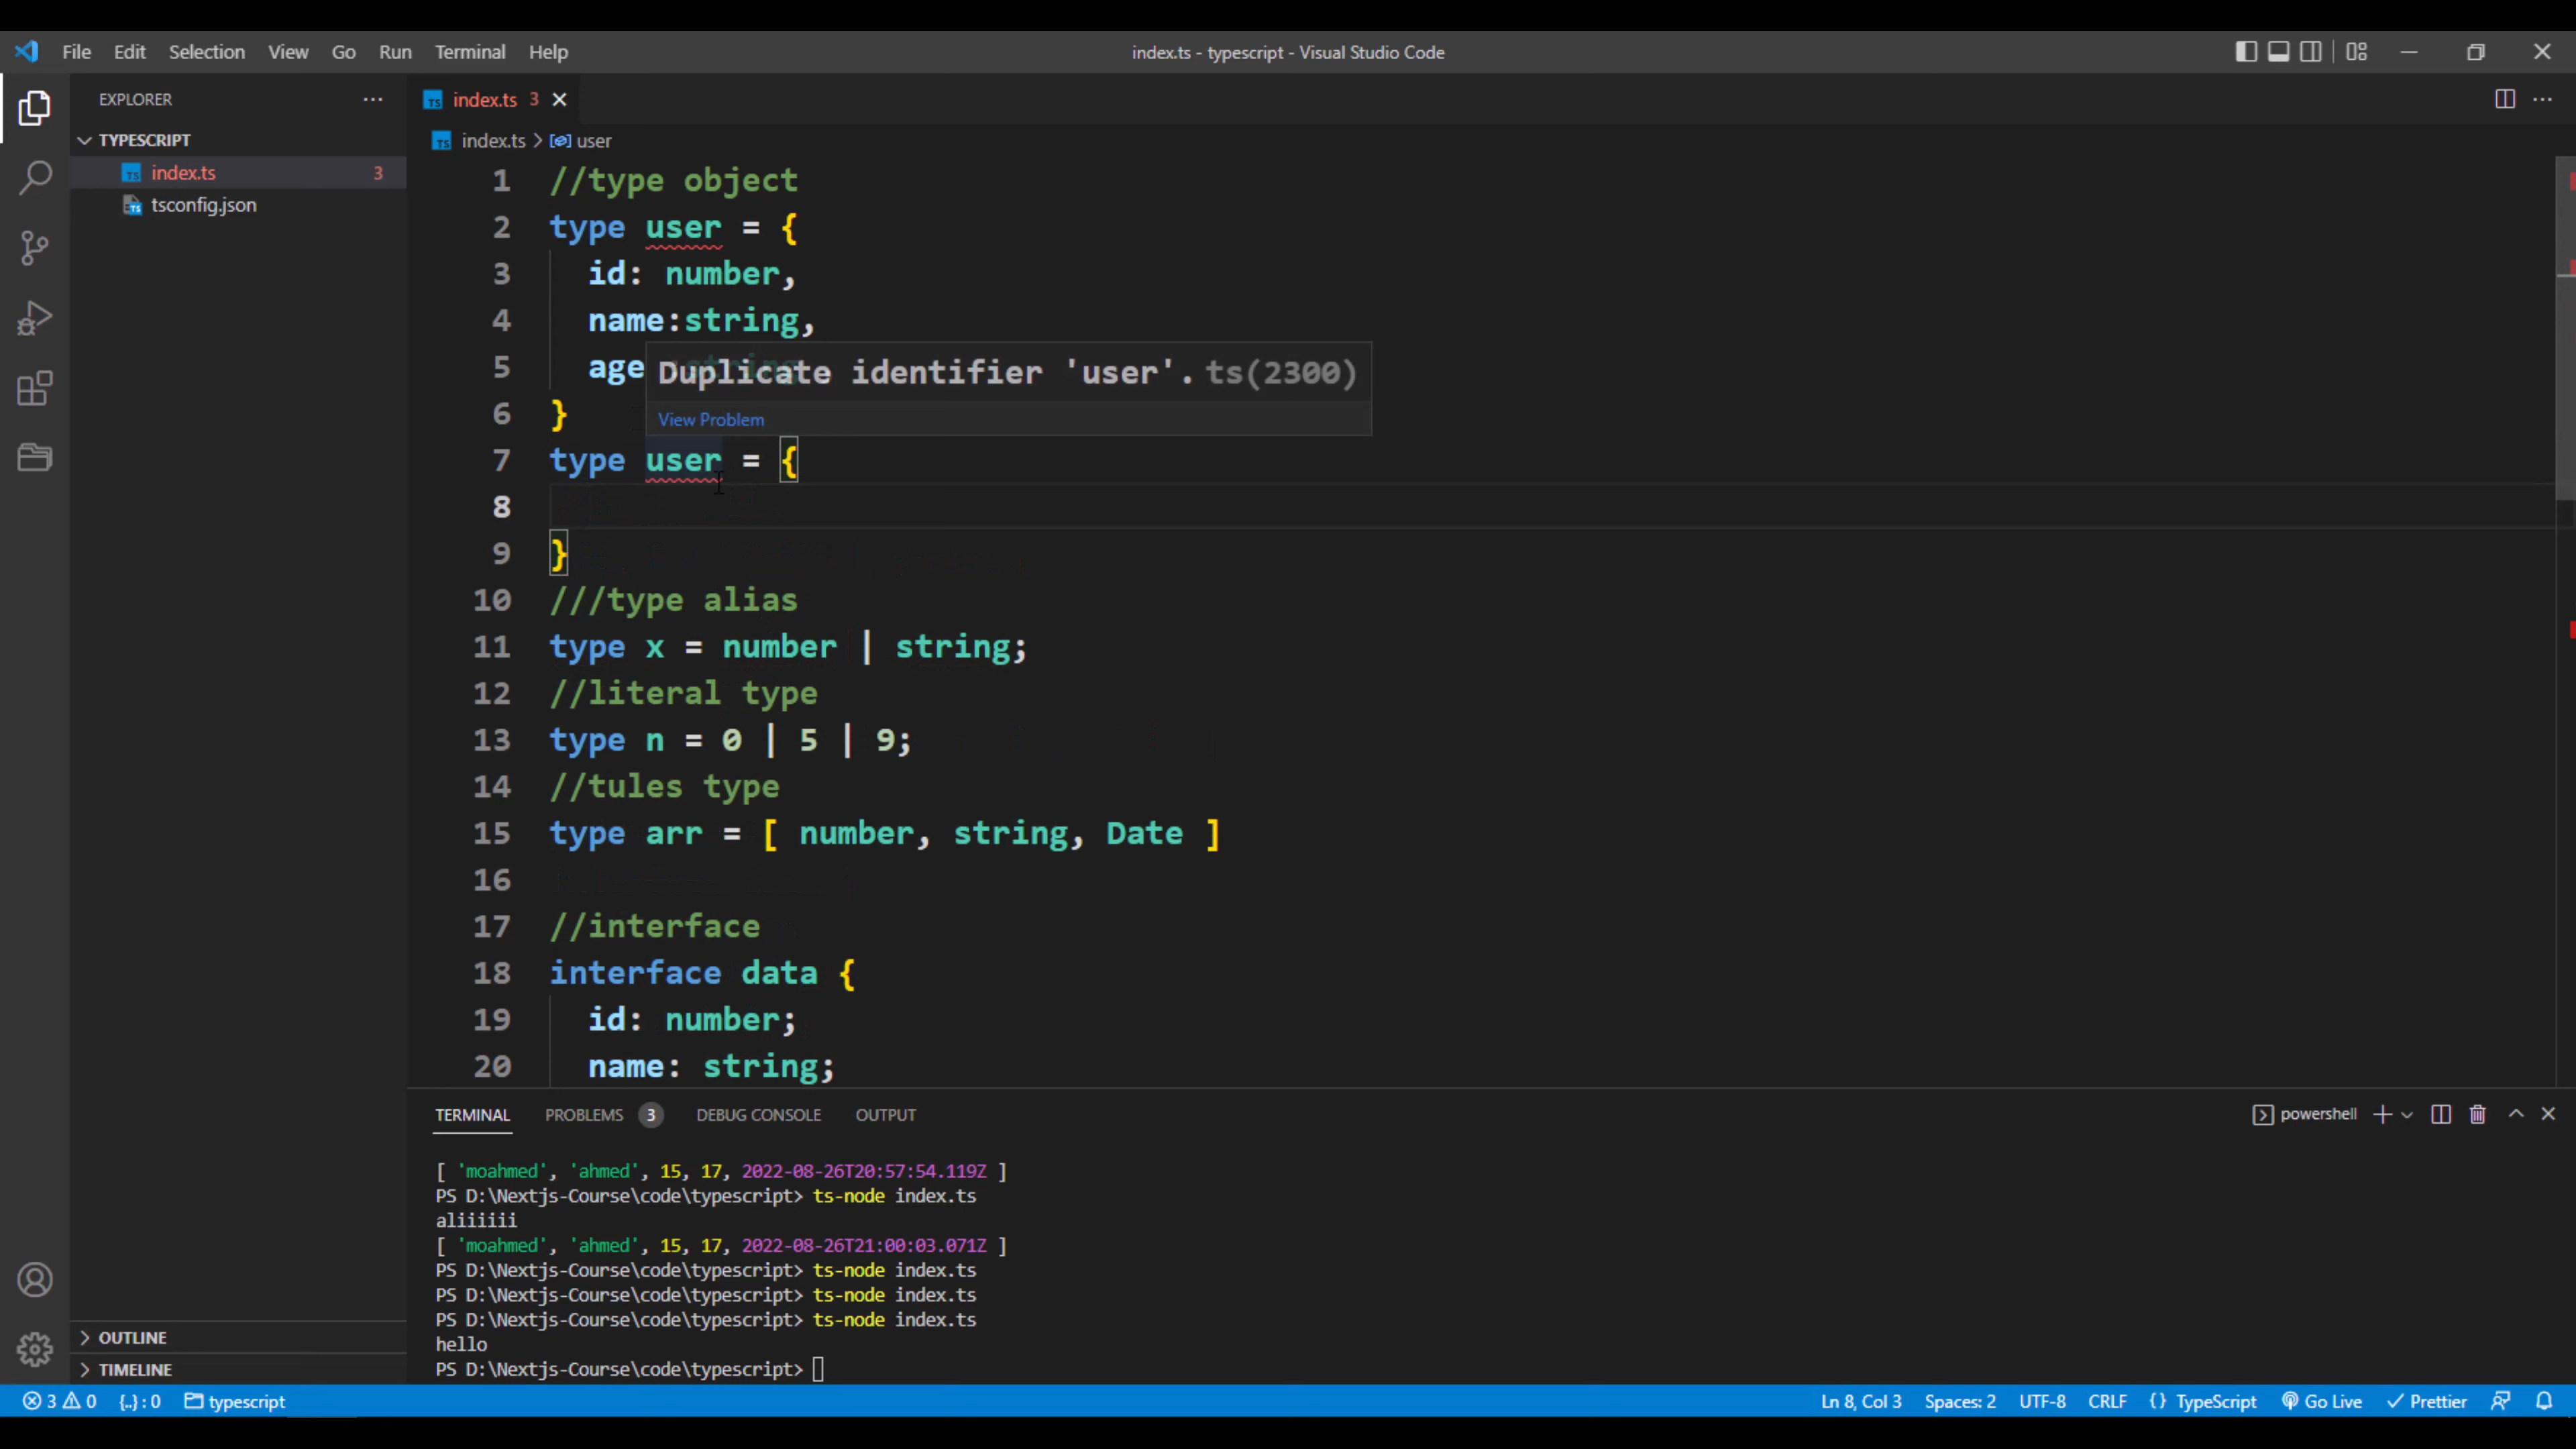 File Edit Selection View Go Run Terminal Help
index.ts - typescript - Visual Studio Code
EXPLORER
TYPESCRIPT
index.ts 3
tsconfig.json
OUTLINE
TIMELINE
index.ts 3
index.ts > user
1 //type object
2 type user = {
3 id: number,
4 name:string,
5 age
Duplicate identifier 'user'. ts(2300)
View Problem
6 }
7 type user = {
8
9 }
10 ///type alias
11 type x = number | string;
12 //literal type
13 type n = 0 | 5 | 9;
14 //tules type
15 type arr = [ number, string, Date ]
16
17 //interface
18 interface data {
19 id: number;
20 name: string;
TERMINAL PROBLEMS 3 DEBUG CONSOLE OUTPUT
powershell
[ 'moahmed', 'ahmed', 15, 17, 2022-08-26T20:57:54.119Z ]
PS D:\Nextjs-Course\code\typescript> ts-node index.ts
aliiiiii
[ 'moahmed', 'ahmed', 15, 17, 2022-08-26T21:00:03.071Z ]
PS D:\Nextjs-Course\code\typescript> ts-node index.ts
PS D:\Nextjs-Course\code\typescript> ts-node index.ts
PS D:\Nextjs-Course\code\typescript> ts-node index.ts
hello
PS D:\Nextjs-Course\code\typescript>
3 0 {..} : 0 typescript
Ln 8, Col 3 Spaces: 2 UTF-8 CRLF {} TypeScript Go Live Prettier